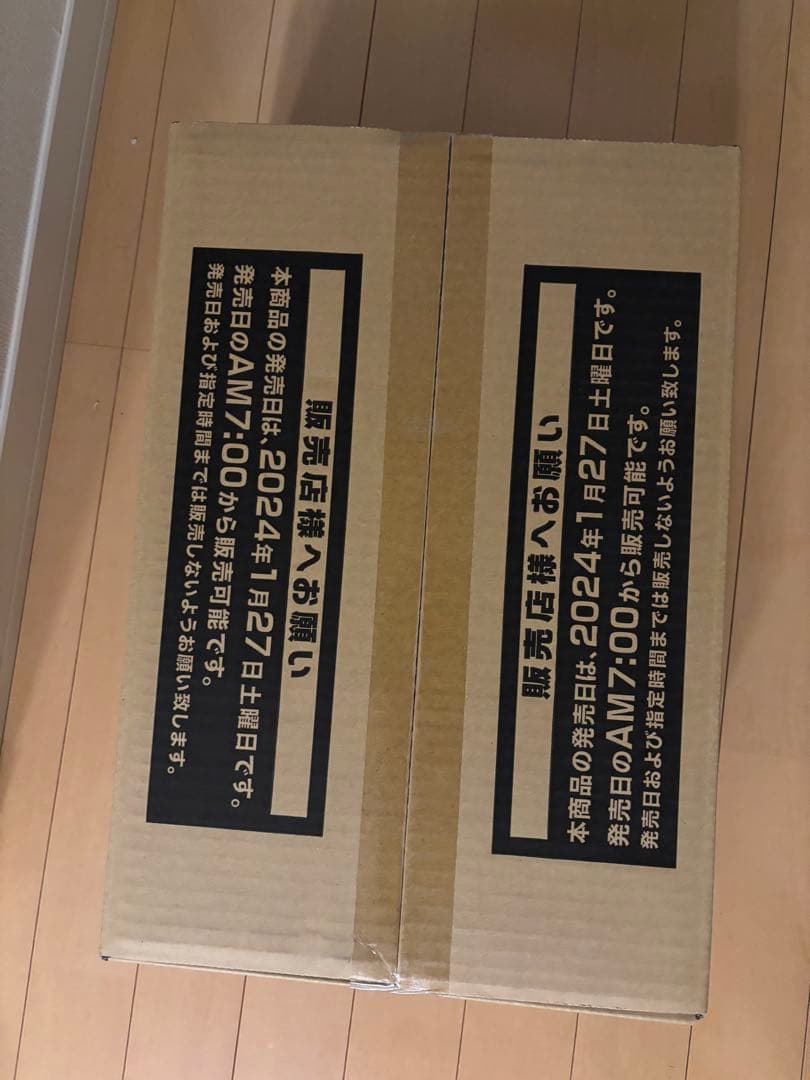 販売店様へお願い
本商品の発売日は、2024年1月27日土曜日です。
発売日のAM7:00から販売可能です。
発売日および指定時間までは販売しないようお願い致します。
販売店様へお願い
本商品の発売日は、2024年1月27日土曜日です。
発売日のAM7:00から販売可能です。
発売日および指定時間までは販売しないようお願い致します。